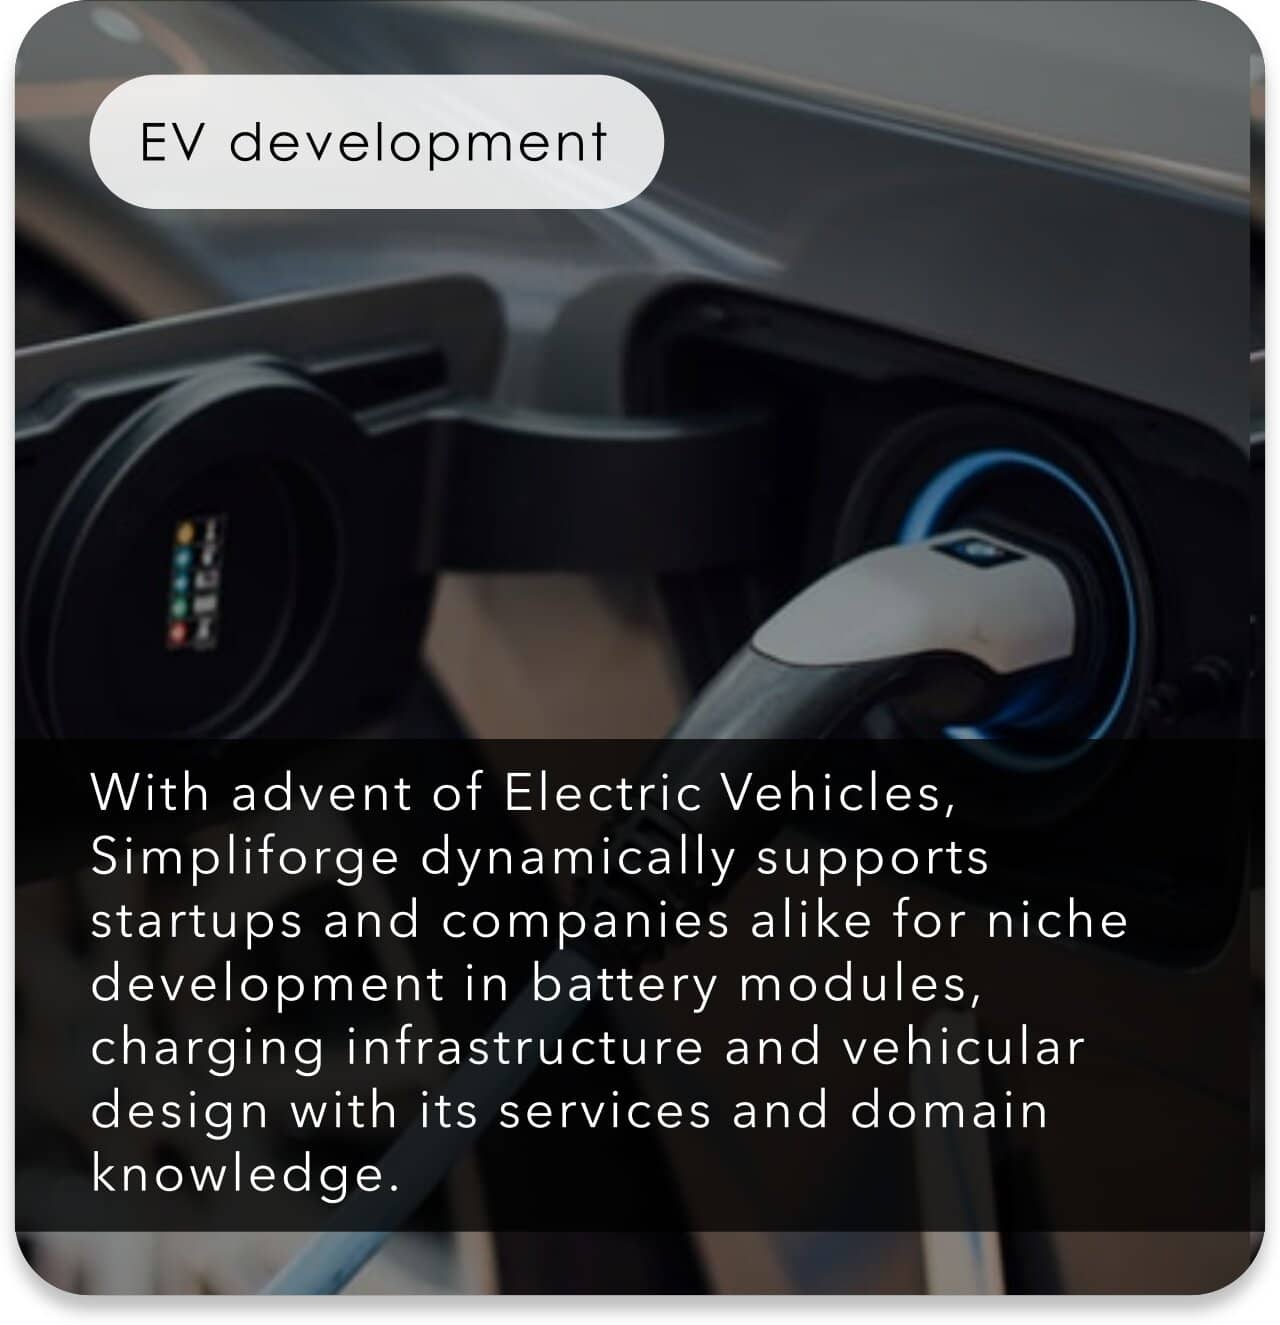 EV development
With advent of Electric Vehicles,
Simpliforge dynamically supports
startups and companies alike for niche
development in battery modules,
charging infrastructure and vehicular
design with its services and domain
knowledge.